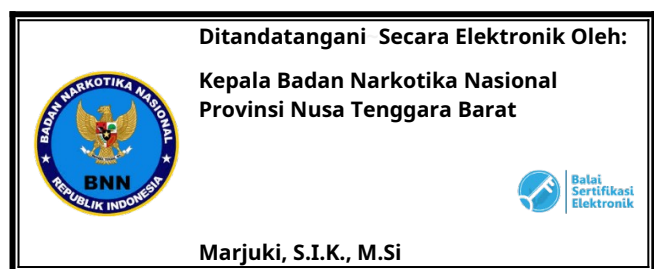 Ditandatangani Secara Elektronik Oleh:
Kepala Badan Narkotika Nasional
Provinsi Nusa Tenggara Barat
BADAN NARKOTIKA NASIONAL
BNN
REPUBLIK INDONESIA
Balai
Sertifikasi
Elektronik
Marjuki, S.I.K., M.Si